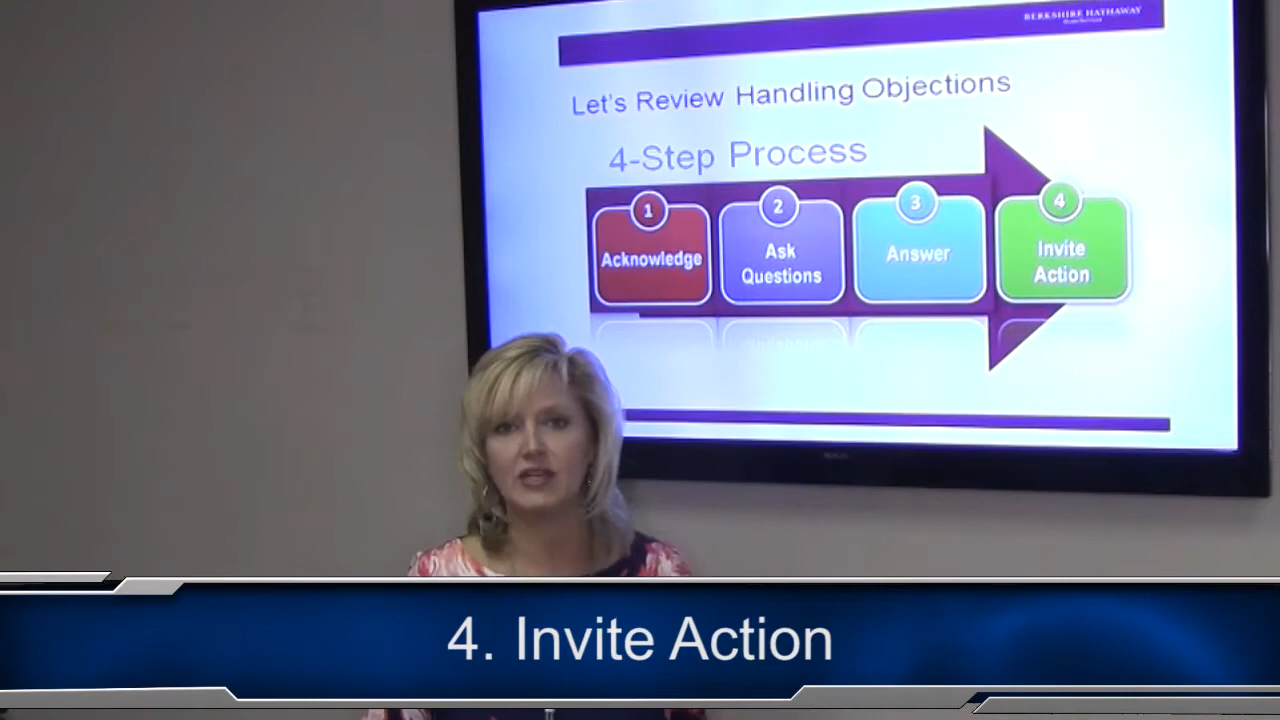 BERKSHIRE HATHAWAY
Let's Review Handling Objections
4-Step Process
1
Acknowledge
2
Ask
Questions
3
Answer
4
Invite
Action
4. Invite Action